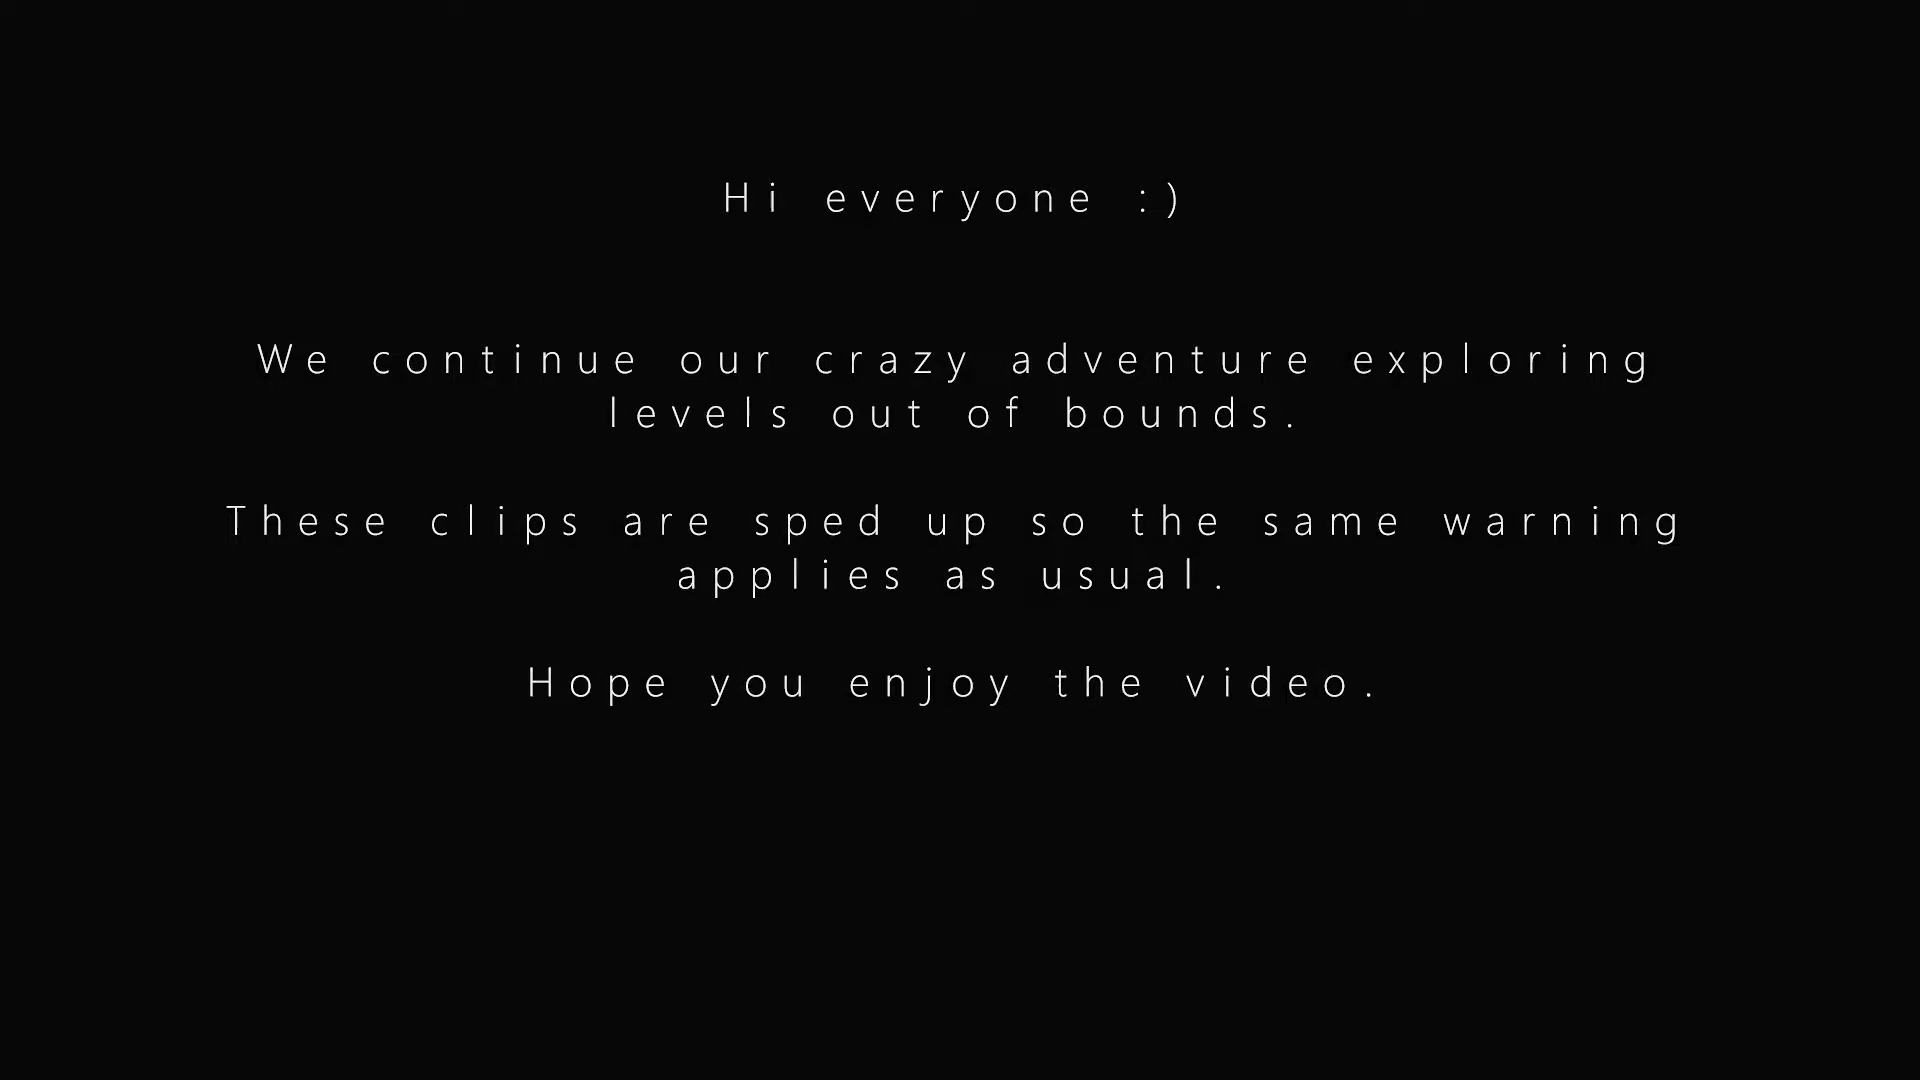 Hi everyone :)
We continue our crazy adventure exploring
levels out of bounds.
These clips are sped up so the same warning
applies as usual.
Hope you enjoy the video.